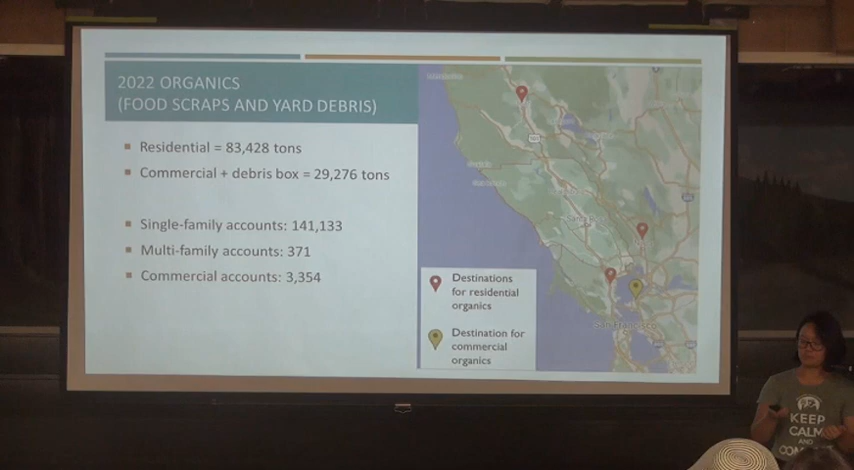 2022 ORGANICS
(FOOD SCRAPS AND YARD DEBRIS)
▪ Residential = 83,428 tons
▪ Commercial + debris box = 29,276 tons
▪ Single-family accounts: 141,133
▪ Multi-family accounts: 371
▪ Commercial accounts: 3,354
Destinations
for residential
organics
Destination for
commercial
organics
San Francisco
KEEP
CALM
AND